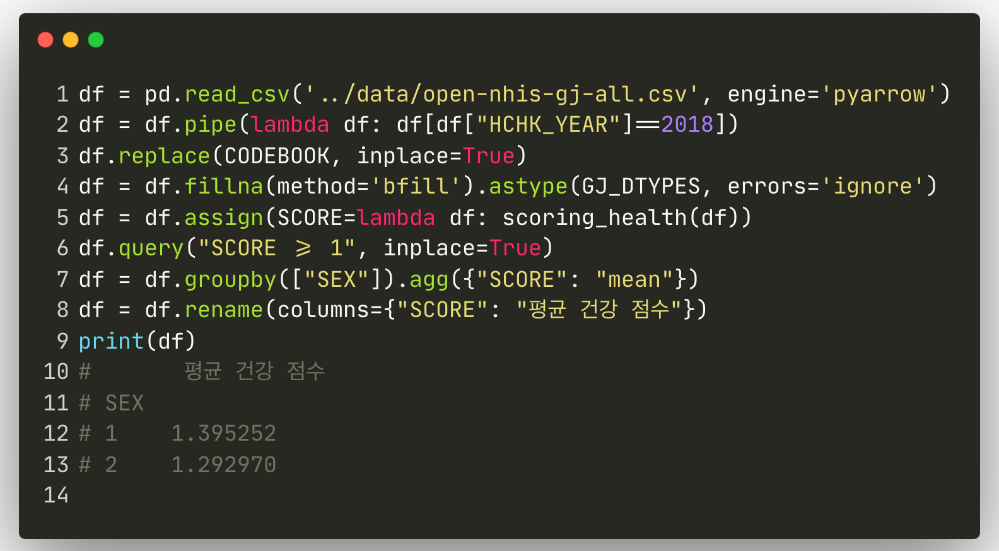 1 df = pd.read_csv('../data/open-nhis-gj-all.csv', engine='pyarrow')
2 df = df.pipe(lambda df: df[df["HCHK_YEAR"]==2018])
3 df.replace(CODEBOOK, inplace=True)
4 df = df.fillna(method='bfill').astype(GJ_DTYPES, errors='ignore')
5 df = df.assign(SCORE=lambda df: scoring_health(df))
6 df.query("SCORE >= 1", inplace=True)
7 df = df.groupby(["SEX"]).agg({"SCORE": "mean"})
8 df = df.rename(columns={"SCORE": "평균 건강 점수"})
9 print(df)
10 #       평균 건강 점수
11 # SEX
12 # 1    1.395252
13 # 2    1.292970
14